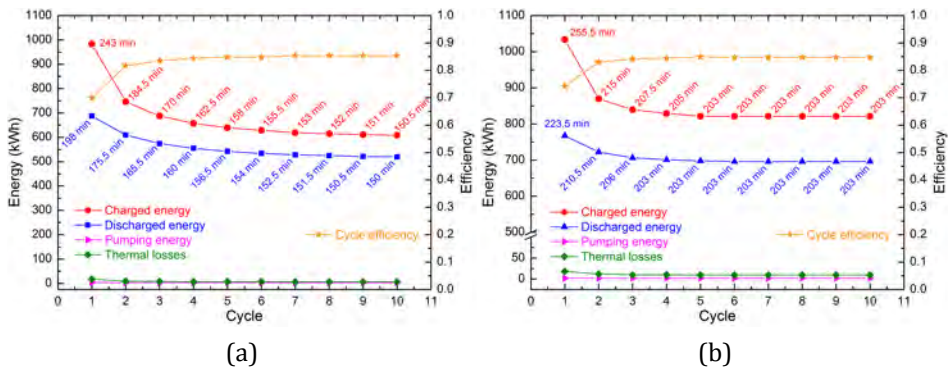 1100
1000
900
800
700
600
500
400
300
200
100
0
Energy (kWh)
1.0
0.9
0.8
0.7
0.6
0.5
0.4
0.3
0.2
0.1
0.0
Efficiency
243 min
184.5 min
170 min
162.5 min
158 min
155.5 min
153 min
152 min
151 min
150.5 min
198 min
175.5 min
165.5 min
160 min
156.5 min
154 min
152.5 min
151.5 min
150.5 min
150 min
Charged energy
Discharged energy
Pumping energy
Thermal losses
Cycle efficiency
0 1 2 3 4 5 6 7 8 9 10 11
Cycle
(a)
1100
1000
900
800
700
600
500
50
0
Energy (kWh)
1.0
0.9
0.8
0.7
0.6
0.5
0.4
0.3
0.2
0.1
0.0
Efficiency
255.5 min
215 min
207.5 min
205 min
203 min
203 min
203 min
203 min
203 min
203 min
223.5 min
210.5 min
206 min
203 min
203 min
203 min
203 min
203 min
203 min
203 min
Charged energy
Discharged energy
Pumping energy
Thermal losses
Cycle efficiency
0 1 2 3 4 5 6 7 8 9 10 11
Cycle
(b)